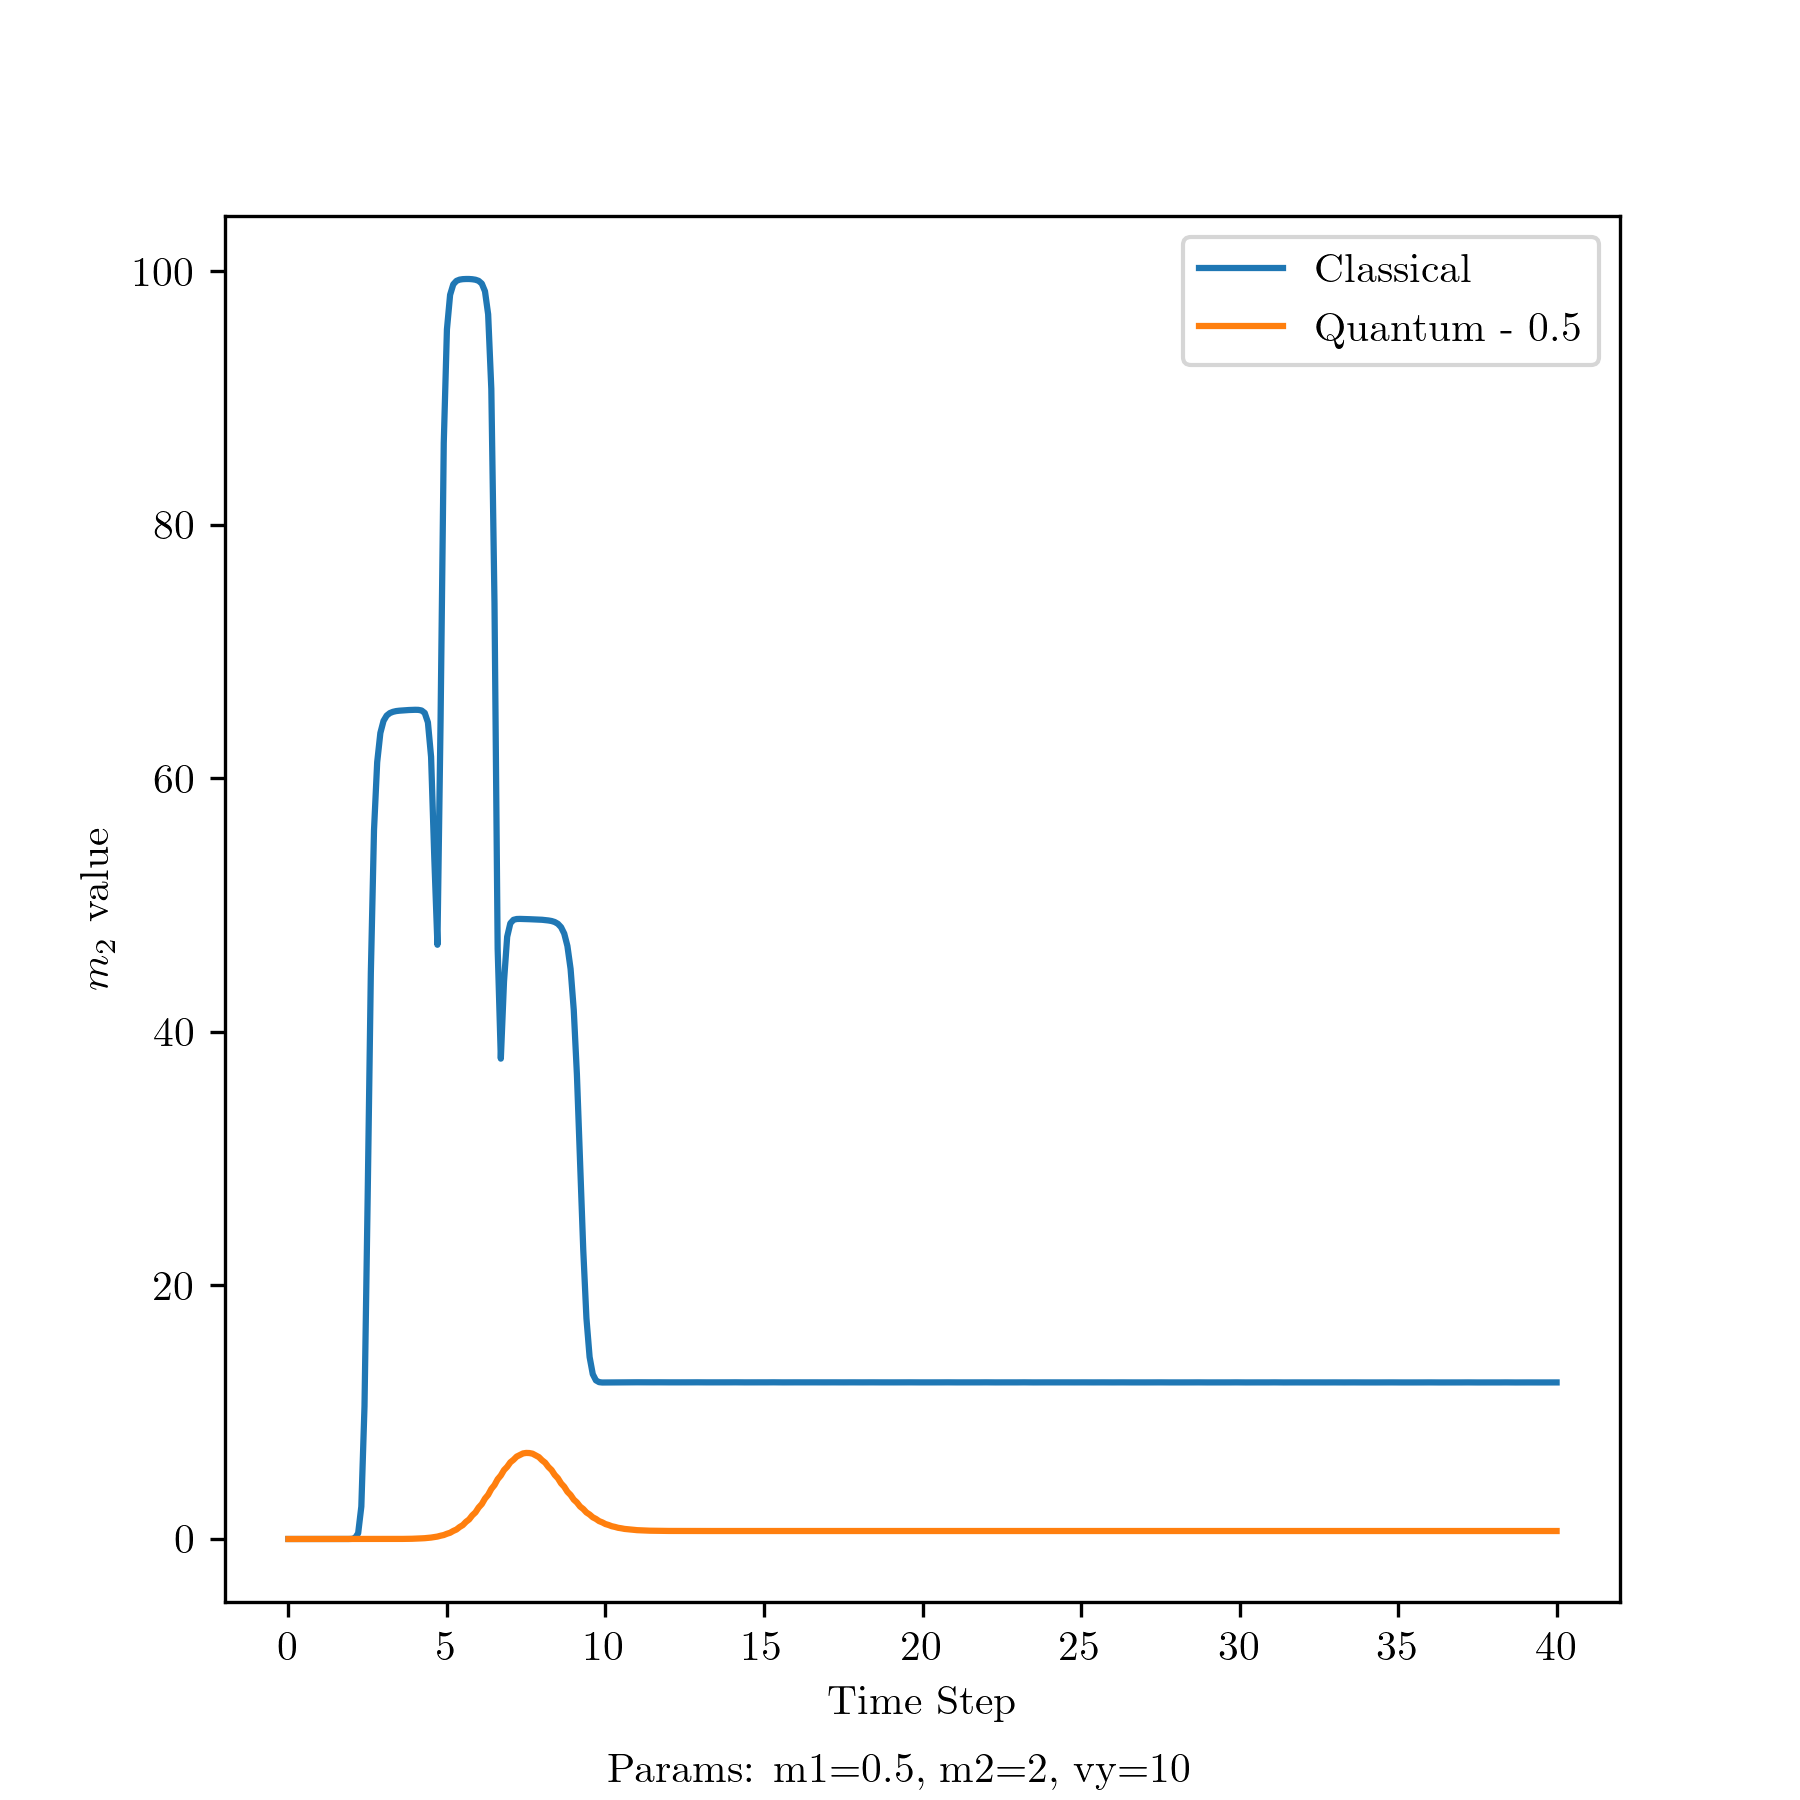 Classical
Quantum - 0.5
100
80
60
40
20
0
m₂ value
0 5 10 15 20 25 30 35 40
Time Step
Params: m1=0.5, m2=2, vy=10